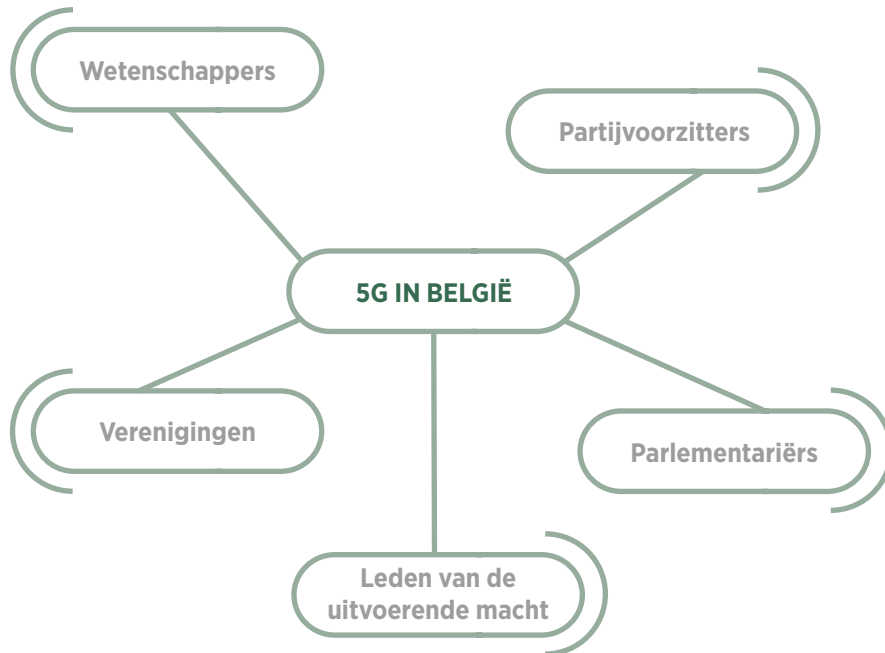 Wetenschappers
Partijvoorzitters
5G IN BELGIË
Verenigingen
Parlementariërs
Leden van de
uitvoerende macht